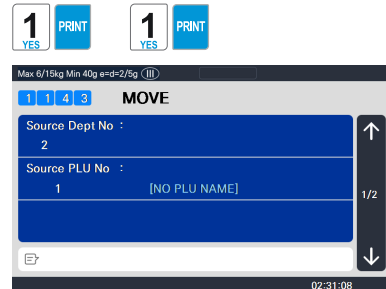 1 YES PRINT 1 YES PRINT
Max 6/15kg Min 40g e=d=2/5g III
1 1 4 3 MOVE
Source Dept No :
2
Source PLU No :
1 [NO PLU NAME]
1/2
02:31:08